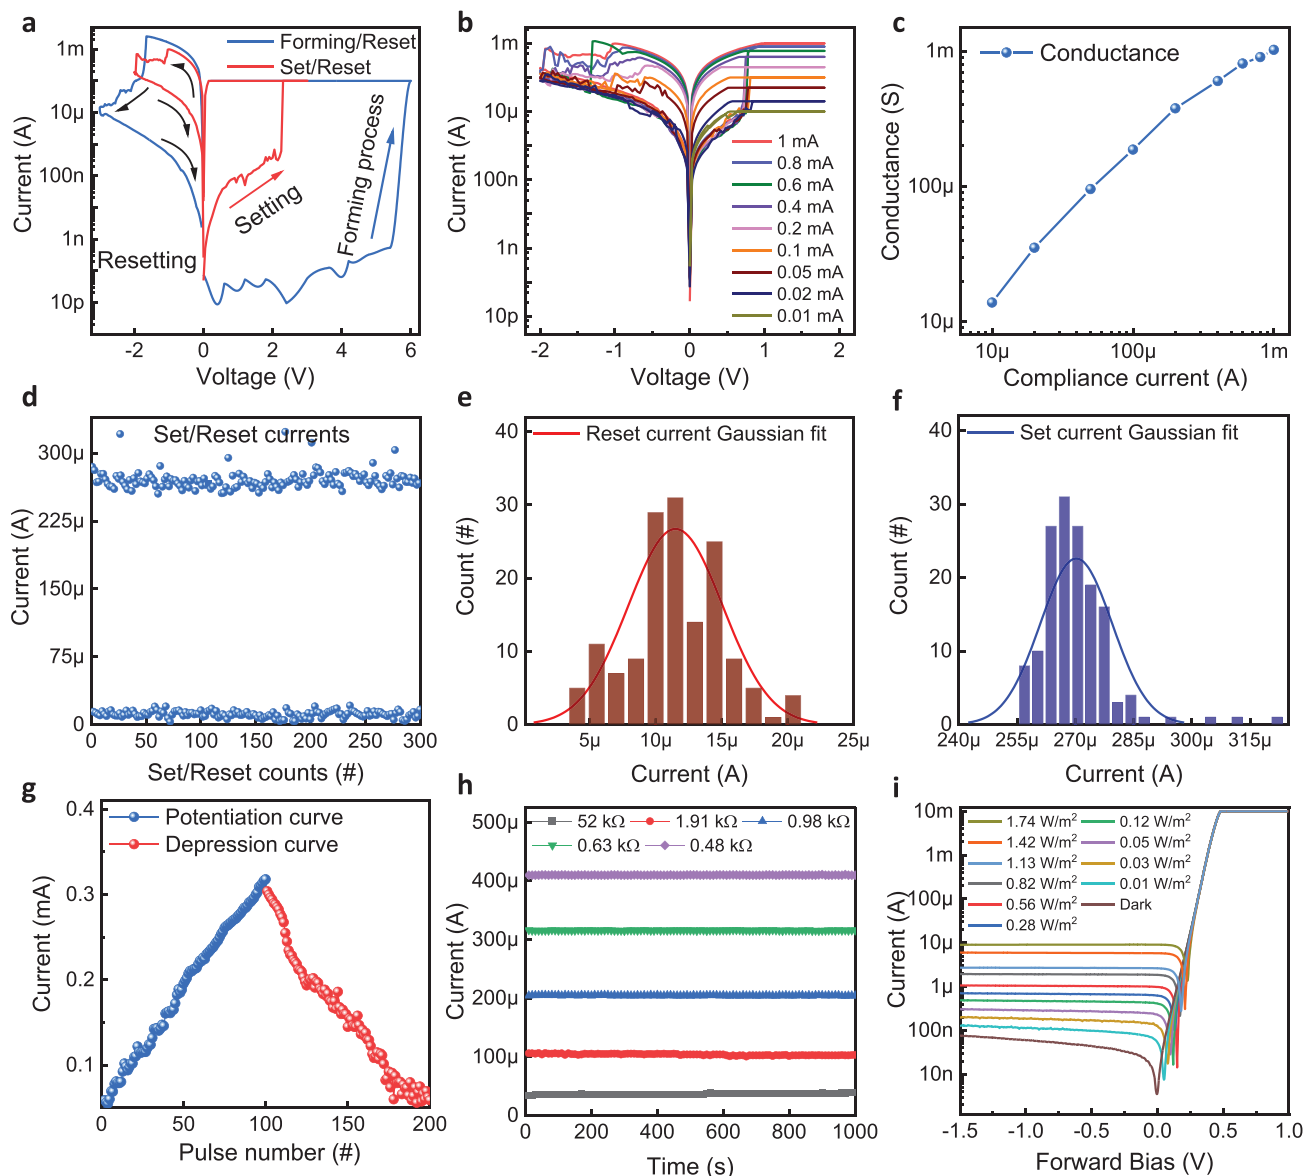 a
Forming/Reset
Set/Reset
Current (A)
1m
10µ
100n
1n
10p
Resetting
Setting
Forming process
-2
0
2
4
6
Voltage (V)
b
Current (A)
1m
10µ
100n
1n
10p
1 mA
0.8 mA
0.6 mA
0.4 mA
0.2 mA
0.1 mA
0.05 mA
0.02 mA
0.01 mA
-2
-1
0
1
2
Voltage (V)
c
Conductance
Conductance (S)
1m
100µ
10µ
10µ
100µ
1m
Compliance current (A)
d
Set/Reset currents
Current (A)
300µ
225µ
150µ
75µ
0
0
50
100
150
200
250
300
Set/Reset counts (#)
e
Reset current Gaussian fit
Count (#)
40
30
20
10
0
5µ
10µ
15µ
20µ
25µ
Current (A)
f
Set current Gaussian fit
Count (#)
40
30
20
10
0
240µ
255µ
270µ
285µ
300µ
315µ
Current (A)
g
Potentiation curve
Depression curve
Current (mA)
0.4
0.3
0.2
0.1
0
50
100
150
200
Pulse number (#)
h
52 kΩ
1.91 kΩ
0.98 kΩ
0.63 kΩ
0.48 kΩ
Current (A)
500µ
400µ
300µ
200µ
100µ
0
0
200
400
600
800
1000
Time (s)
i
1.74 W/m²
0.12 W/m²
1.42 W/m²
0.05 W/m²
1.13 W/m²
0.03 W/m²
0.82 W/m²
0.01 W/m²
0.56 W/m²
Dark
0.28 W/m²
Current (A)
10m
1m
100µ
10µ
1µ
100n
10n
-1.5
-1.0
-0.5
0.0
0.5
1.0
Forward Bias (V)